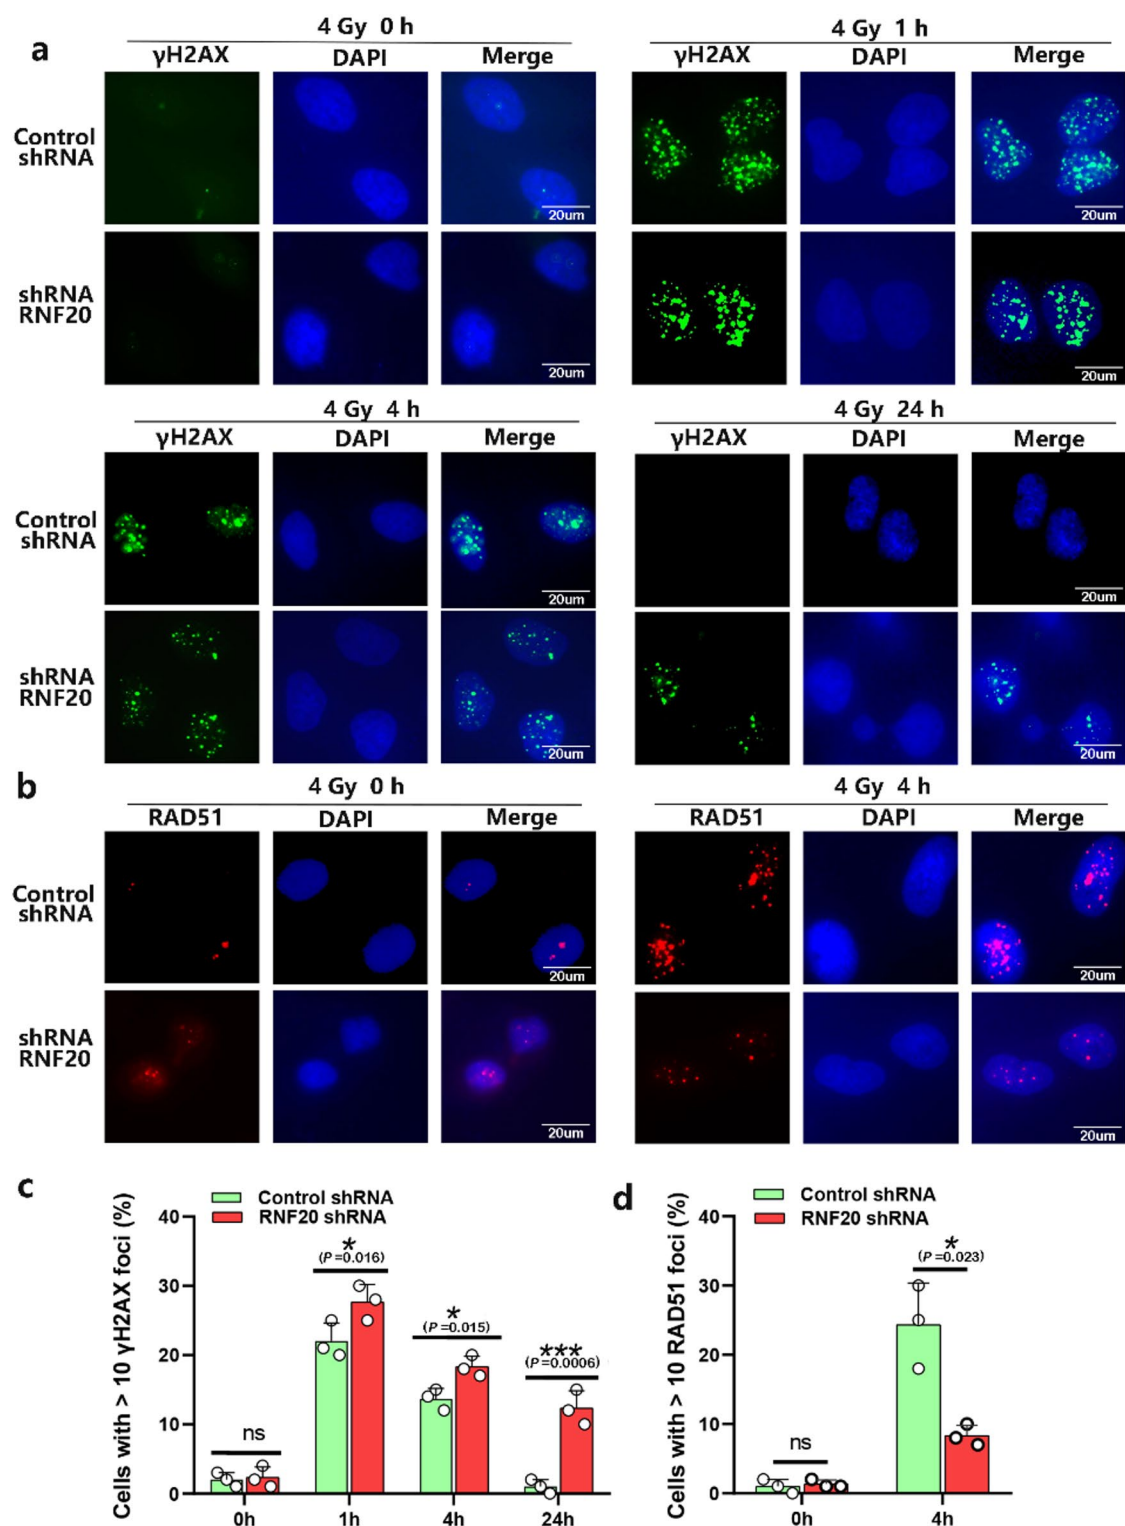 a
4 Gy 0 h
γH2AX DAPI Merge
4 Gy 1 h
γH2AX DAPI Merge
Control
shRNA
20um
20um
shRNA
RNF20
20um
20um
4 Gy 4 h
γH2AX DAPI Merge
4 Gy 24 h
γH2AX DAPI Merge
Control
shRNA
20um
20um
shRNA
RNF20
20um
20um
b
4 Gy 0 h
RAD51 DAPI Merge
4 Gy 4 h
RAD51 DAPI Merge
Control
shRNA
20um
20um
shRNA
RNF20
20um
20um
c
Control shRNA
RNF20 shRNA
Cells with > 10 γH2AX foci (%)
40
30
20
10
0
ns
*
(P =0.016)
*
(P =0.015)
***
(P =0.0006)
0h 1h 4h 24h
d
Control shRNA
RNF20 shRNA
Cells with > 10 RAD51 foci (%)
40
30
20
10
0
ns
*
(P =0.023)
0h 4h